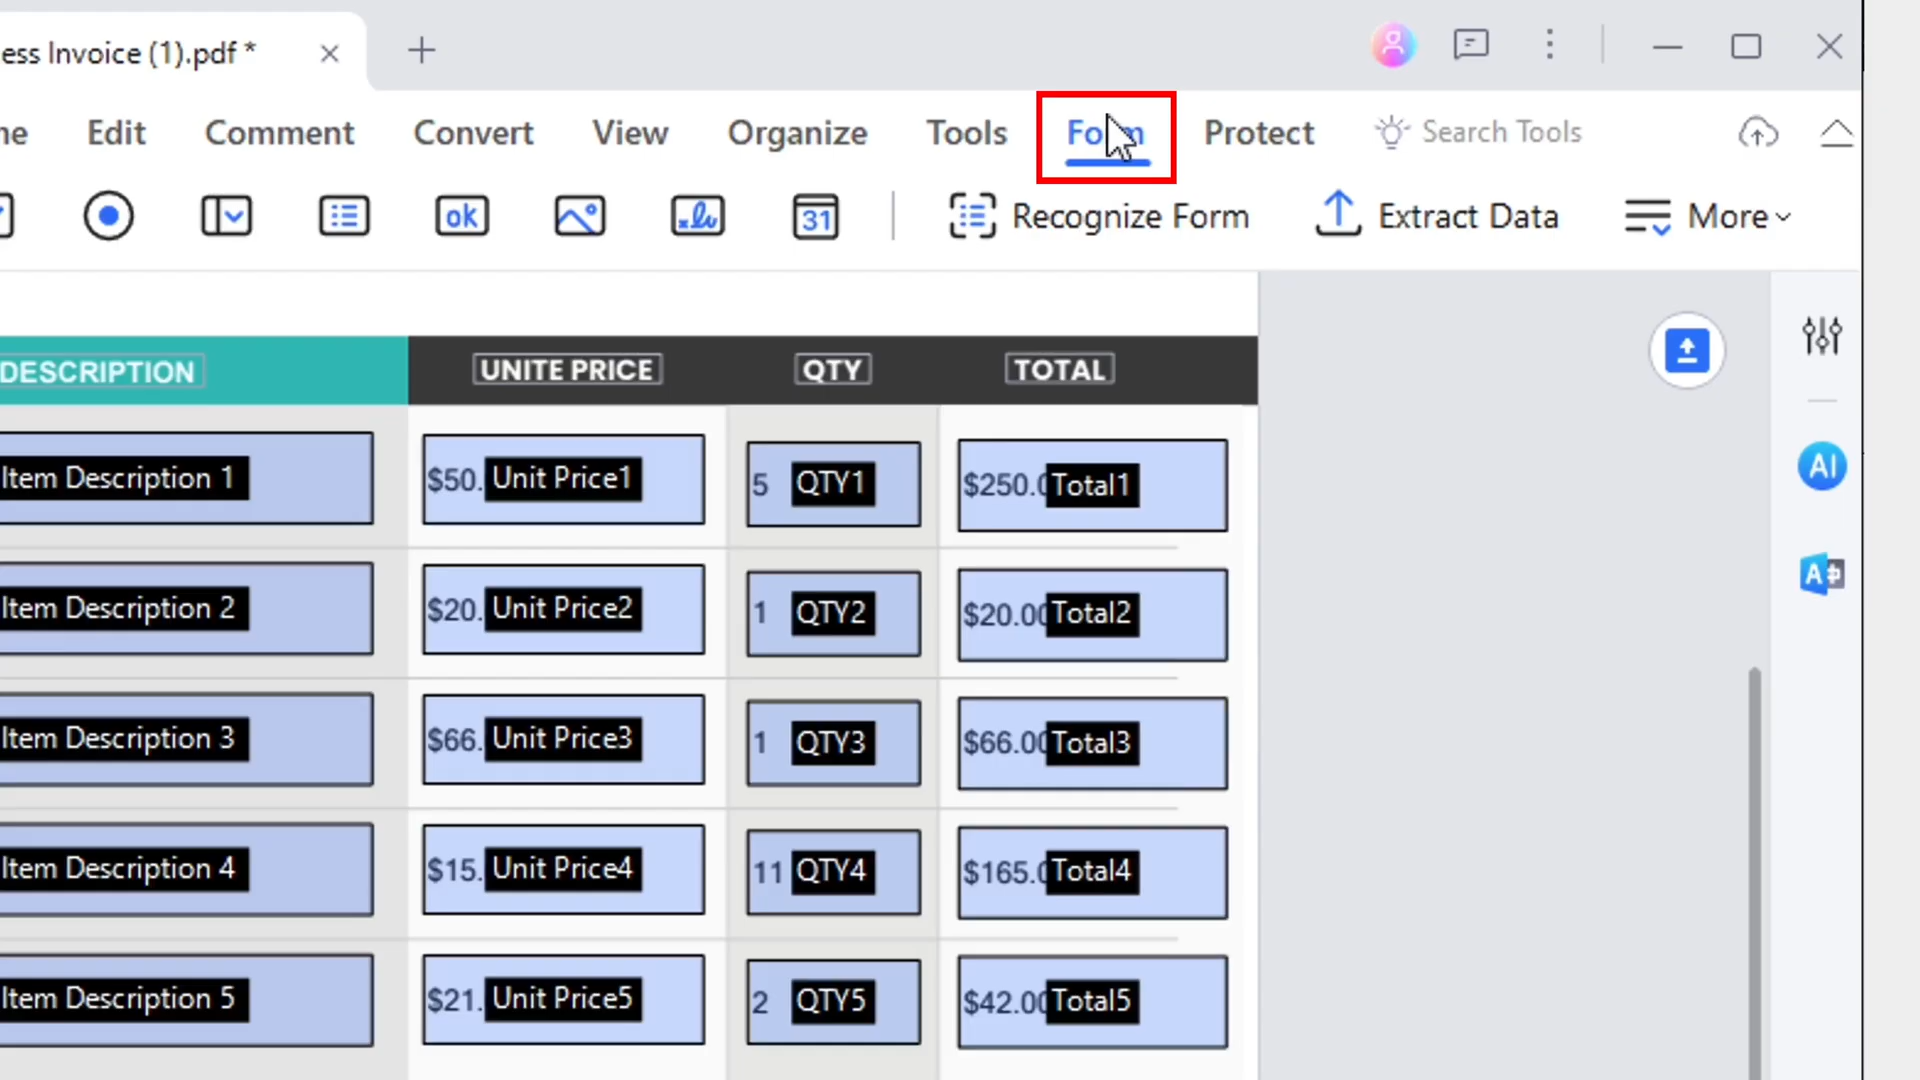 ess Invoice (1).pdf *
ne Edit Comment Convert View Organize Tools Form Protect Search Tools
ok 31 Recognize Form Extract Data More
DESCRIPTION UNITE PRICE QTY TOTAL
Item Description 1 $50. Unit Price1 5 QTY1 $250.0 Total1
Item Description 2 $20. Unit Price2 1 QTY2 $20.00 Total2
Item Description 3 $66. Unit Price3 1 QTY3 $66.00 Total3
Item Description 4 $15. Unit Price4 11 QTY4 $165.0 Total4
Item Description 5 $21. Unit Price5 2 QTY5 $42.00 Total5
AI
A